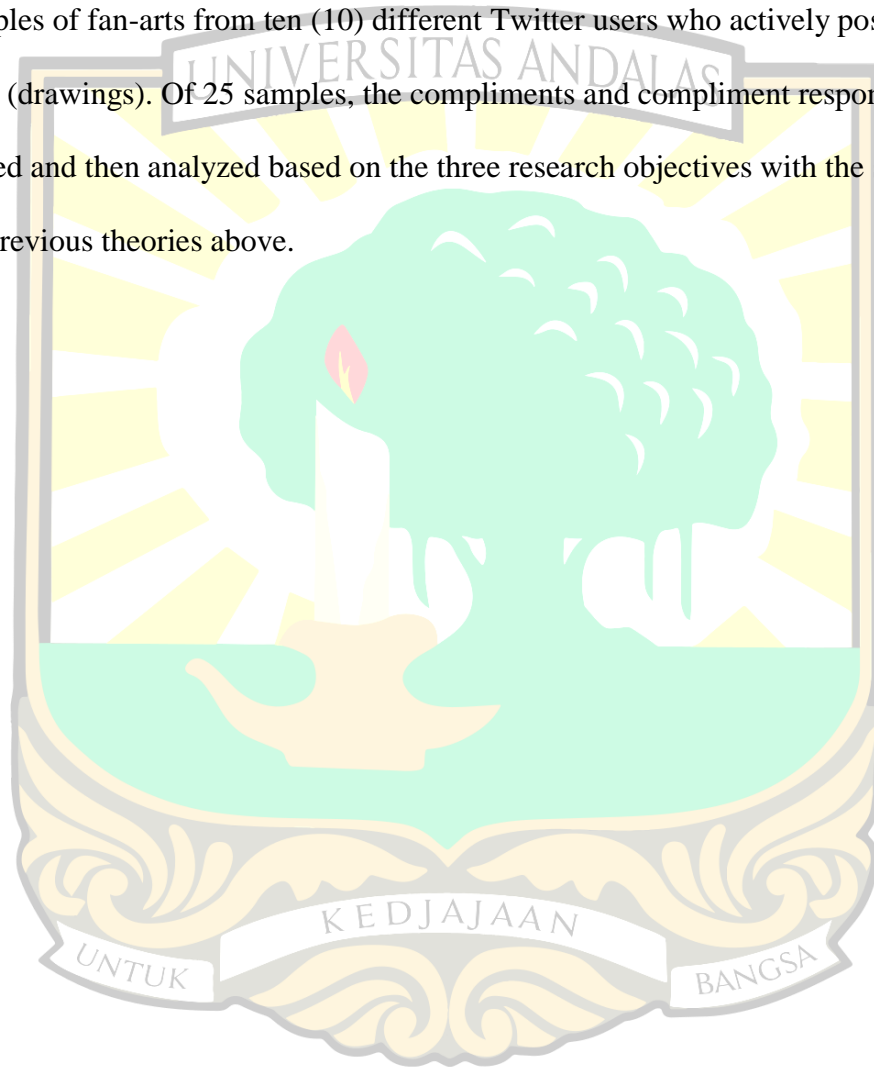 ples of fan-arts from ten (10) different Twitter users who actively pos
UNIVERSITAS ANDALAS
(drawings). Of 25 samples, the compliments and compliment respon
ed and then analyzed based on the three research objectives with the
revious theories above.
UNTUK KEDJAJAAN BANGSA